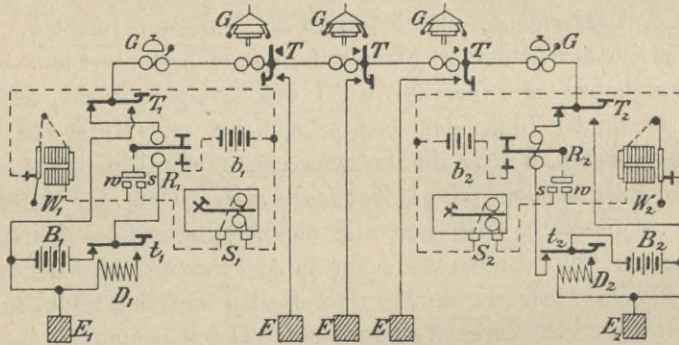 G G G
G T T T G
T₁ T₂
b₁ b₂
w s R₁ R₂ s w
W₁ S₁ S₂ W₂
B₁ t₁ t₂ B₂
D₁ D₂
E₁ E E E E₂